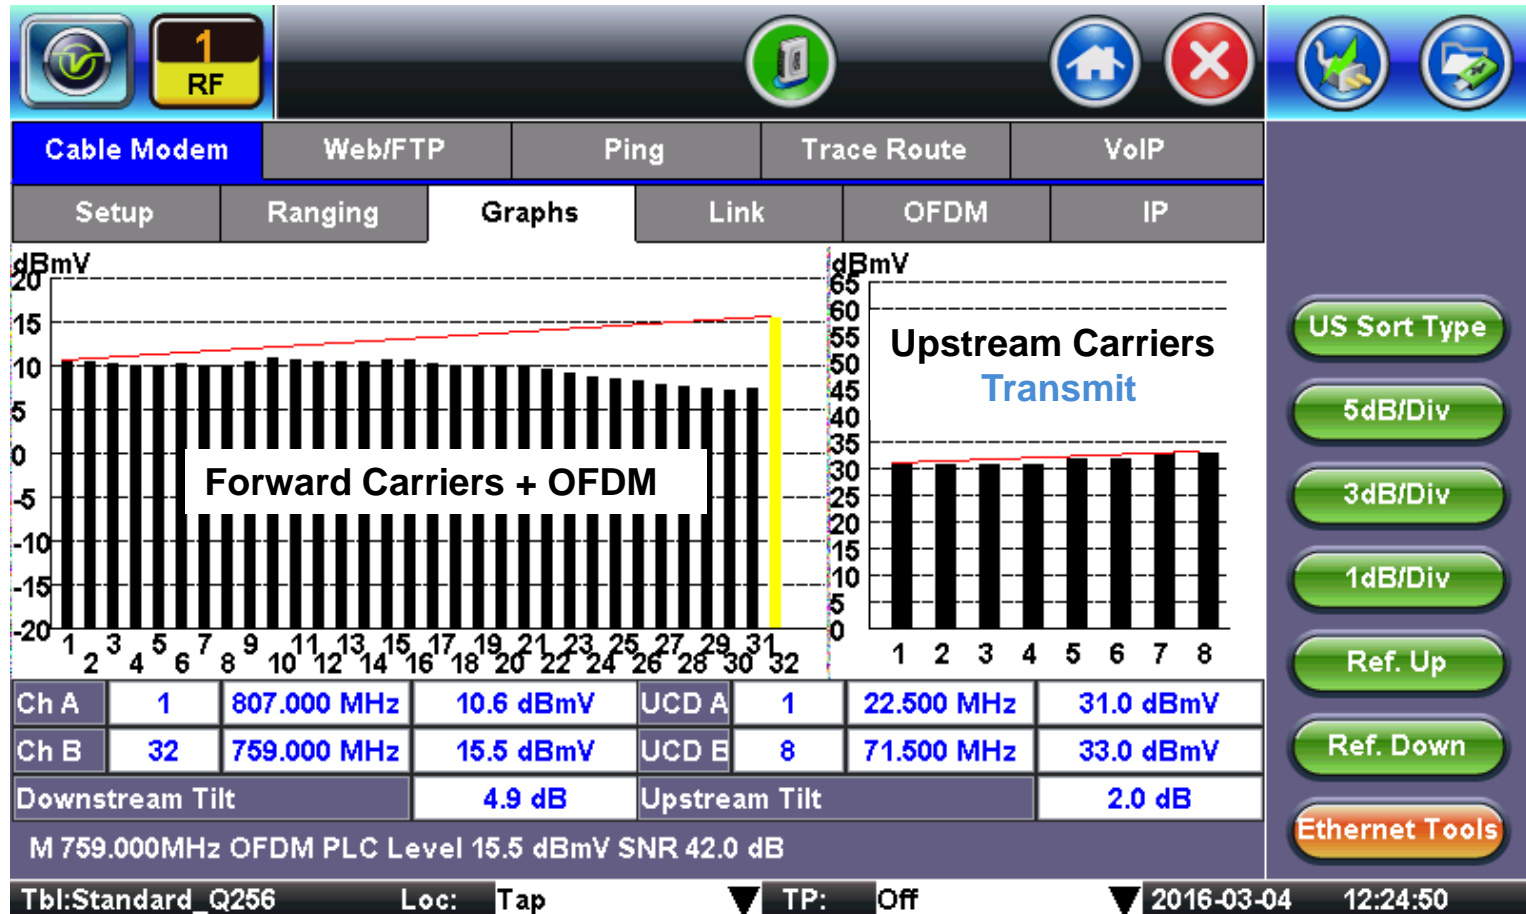 1
RF
Cable Modem Web/FTP Ping Trace Route VoIP
Setup Ranging Graphs Link OFDM IP
dBmV
20
15
10
5
0
-5
-10
-15
-20
Forward Carriers + OFDM
1 2 3 4 5 6 7 8 9 10 11 12 13 14 15 16 17 18 19 20 21 22 23 24 25 26 27 28 29 30 31 32
dBmV
65
60
55
50
45
40
35
30
25
20
15
10
5
0
Upstream Carriers
Transmit
1 2 3 4 5 6 7 8
Ch A 1 807.000 MHz 10.6 dBmV UCD A 1 22.500 MHz 31.0 dBmV
Ch B 32 759.000 MHz 15.5 dBmV UCD B 8 71.500 MHz 33.0 dBmV
Downstream Tilt 4.9 dB Upstream Tilt 2.0 dB
M 759.000MHz OFDM PLC Level 15.5 dBmV SNR 42.0 dB
US Sort Type
5dB/Div
3dB/Div
1dB/Div
Ref. Up
Ref. Down
Ethernet Tools
Tbl:Standard_Q256 Loc: Tap TP: Off 2016-03-04 12:24:50